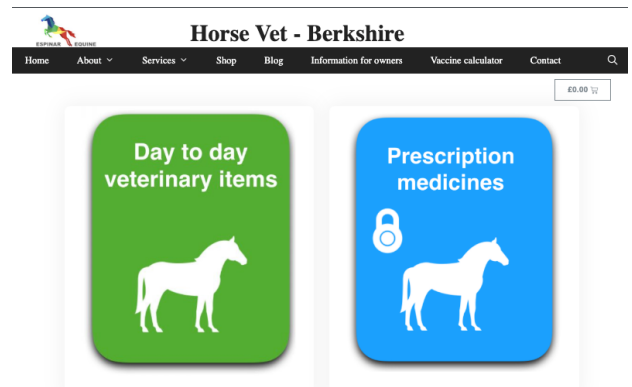 ESPINAR EQUINE
Horse Vet - Berkshire
Home About Services Shop Blog Information for owners Vaccine calculator Contact
£0.00
Day to day
veterinary items
Prescription
medicines